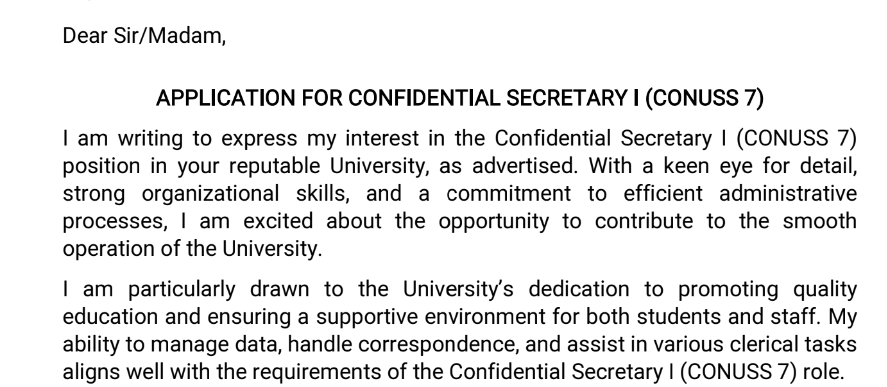 Dear Sir/Madam,
APPLICATION FOR CONFIDENTIAL SECRETARY I (CONUSS 7)
I am writing to express my interest in the Confidential Secretary I (CONUSS 7)
position in your reputable University, as advertised. With a keen eye for detail,
strong organizational skills, and a commitment to efficient administrative
processes, I am excited about the opportunity to contribute to the smooth
operation of the University.
I am particularly drawn to the University’s dedication to promoting quality
education and ensuring a supportive environment for both students and staff. My
ability to manage data, handle correspondence, and assist in various clerical tasks
aligns well with the requirements of the Confidential Secretary I (CONUSS 7) role.